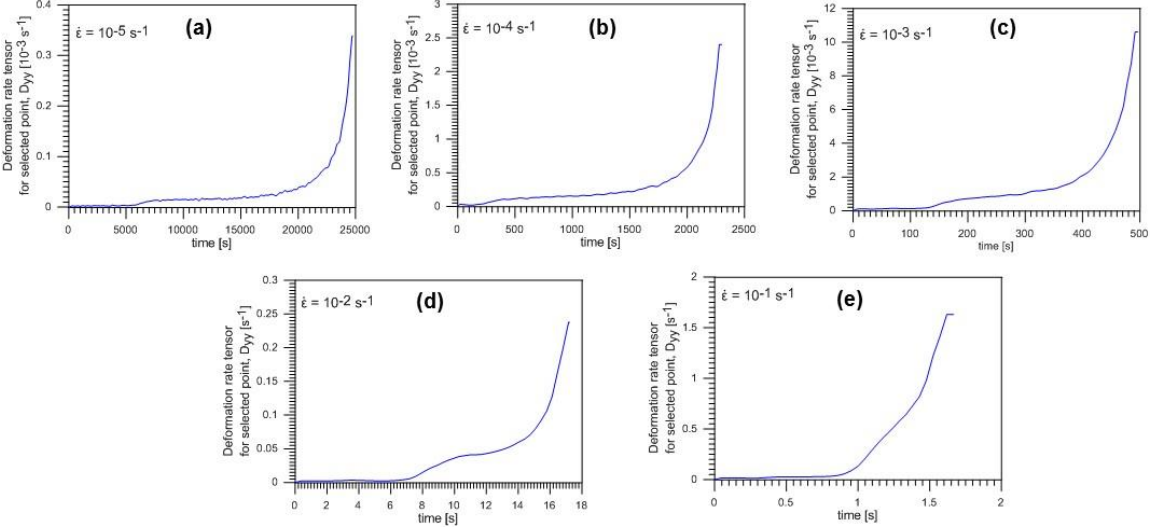 0.4
0.3
0.2
0.1
0
Deformation rate tensor
for selected point, Dyy [10-3 s-1]
ε̇ = 10-5 s-1
(a)
0 5000 10000 15000 20000 25000
time [s]
3
2.5
2
1.5
1
0.5
0
Deformation rate tensor
for selected point, Dyy [10-3 s-1]
ε̇ = 10-4 s-1
(b)
0 500 1000 1500 2000 2500
time [s]
12
10
8
6
4
2
0
Deformation rate tensor
for selected point, Dyy [10-3 s-1]
ε̇ = 10-3 s-1
(c)
0 100 200 300 400 500
time [s]
0.3
0.25
0.2
0.15
0.1
0.05
0
Deformation rate tensor
for selected point, Dyy [s-1]
ε̇ = 10-2 s-1
(d)
0 2 4 6 8 10 12 14 16 18
time [s]
2
1.5
1
0.5
0
Deformation rate tensor
for selected point, Dyy [s-1]
ε̇ = 10-1 s-1
(e)
0 0.5 1 1.5 2
time [s]